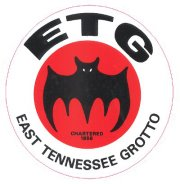 ETG
CHARTERED
1958
EAST TENNESSEE GROTTO